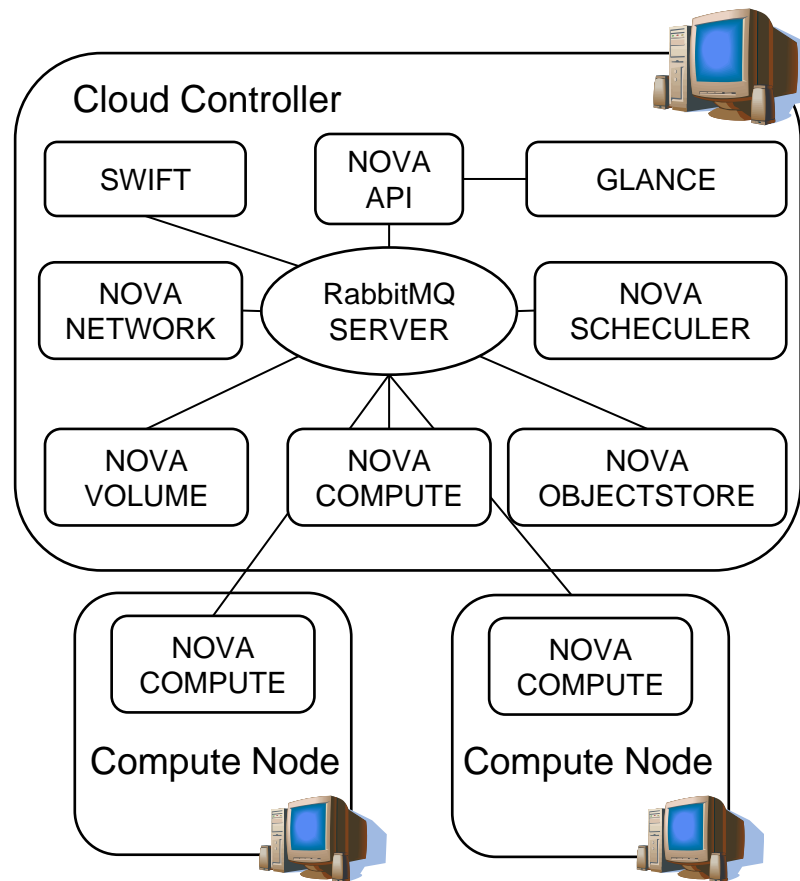 Cloud Controller
SWIFT
NOVA
API
GLANCE
NOVA
NETWORK
RabbitMQ
SERVER
NOVA
SCHECULER
NOVA
VOLUME
NOVA
COMPUTE
NOVA
OBJECTSTORE
NOVA
COMPUTE
Compute Node
NOVA
COMPUTE
Compute Node